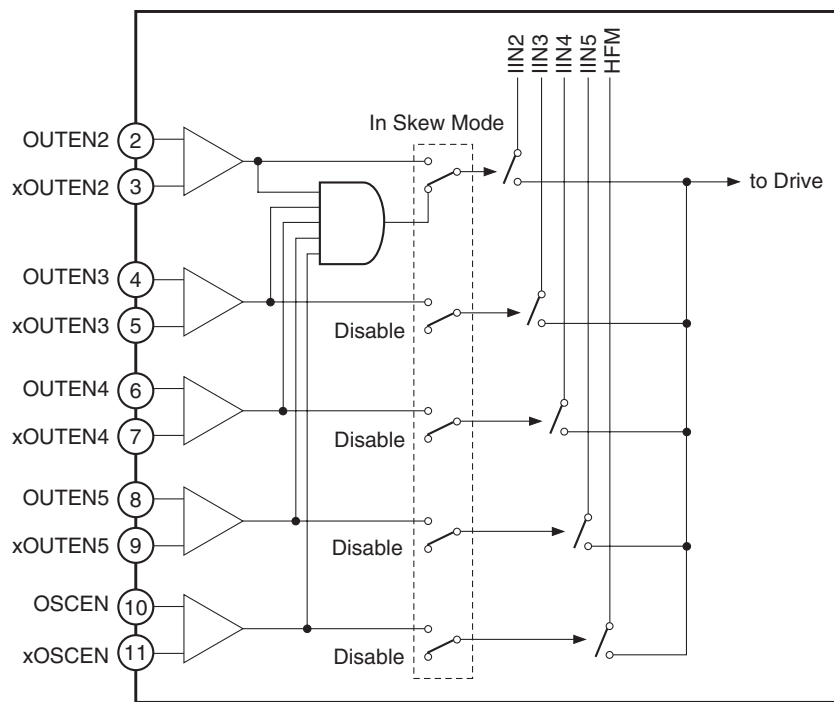 IIN2
IIN3
IIN4
IIN5
HFM
In Skew Mode
OUTEN2 2
xOUTEN2 3
to Drive
OUTEN3 4
xOUTEN3 5
Disable
OUTEN4 6
xOUTEN4 7
Disable
OUTEN5 8
xOUTEN5 9
Disable
OSCEN 10
xOSCEN 11
Disable